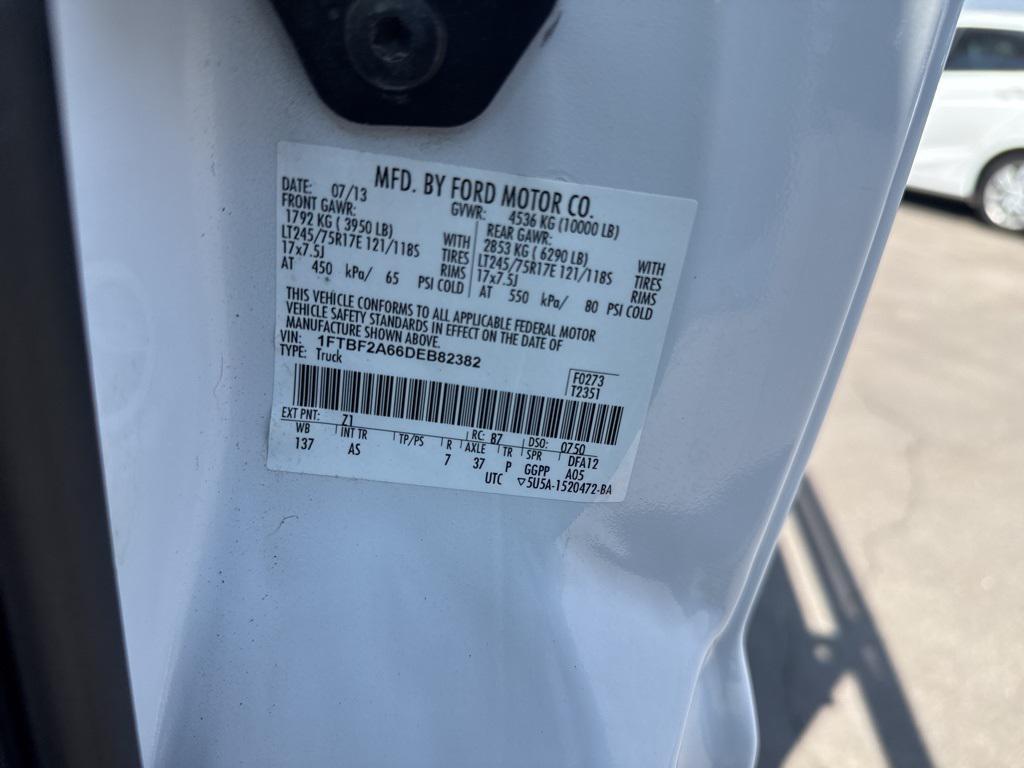 MFD. BY FORD MOTOR CO.
DATE: 07/13 GVWR: 4536 KG (10000 LB)
FRONT GAWR: REAR GAWR:
1792 KG ( 3950 LB) WITH 2853 KG ( 6290 LB) WITH
LT245/75R17E 121/118S TIRES LT245/75R17E 121/118S TIRES
17x7.5J RIMS 17x7.5J RIMS
AT 450 kPa/ 65 PSI COLD AT 550 kPa/ 80 PSI COLD
THIS VEHICLE CONFORMS TO ALL APPLICABLE FEDERAL MOTOR
VEHICLE SAFETY STANDARDS IN EFFECT ON THE DATE OF
MANUFACTURE SHOWN ABOVE.
VIN: 1FTBF2A66DEB82382
TYPE: Truck
F0273
T2351
EXT PNT: Z1 RC: 87 DSO: 0750
WB INT TR TP/PS R AXLE TR SPR DFA12
137 AS 7 37 P GGPP A05
UTC ▽5U5A-1520472-BA